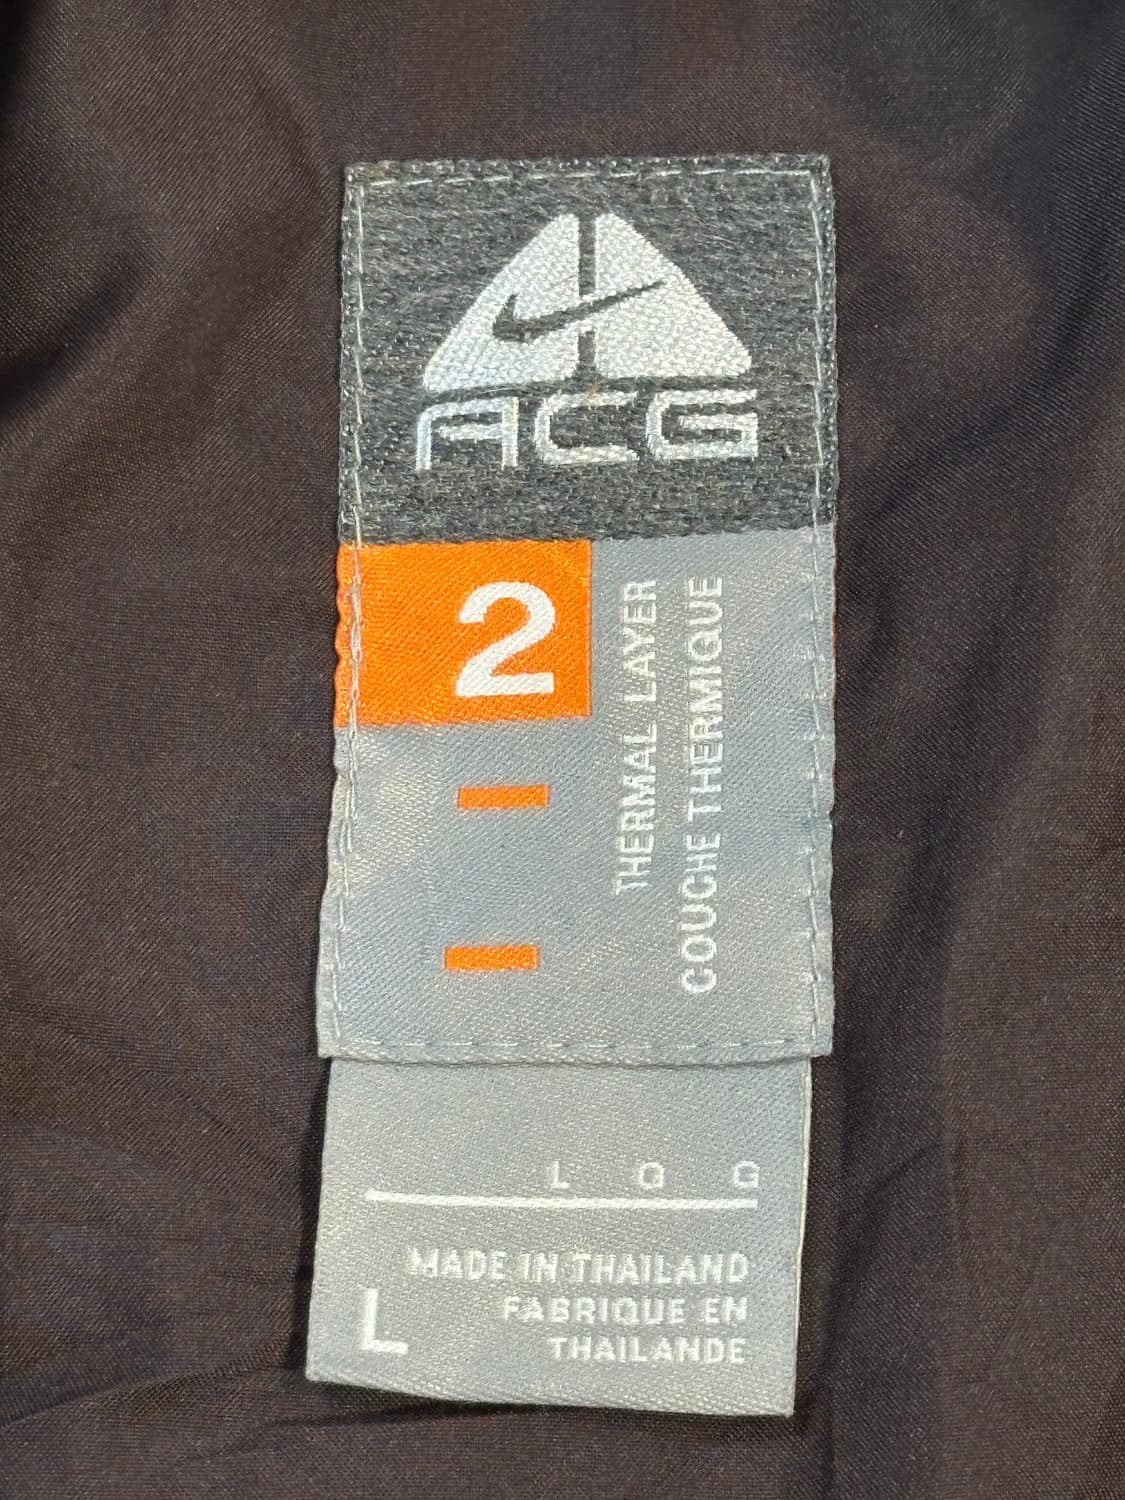 ACG
2
THERMAL LAYER
COUCHE THERMIQUE
L G G
MADE IN THAILAND
L
FABRIQUE EN
THAILANDE